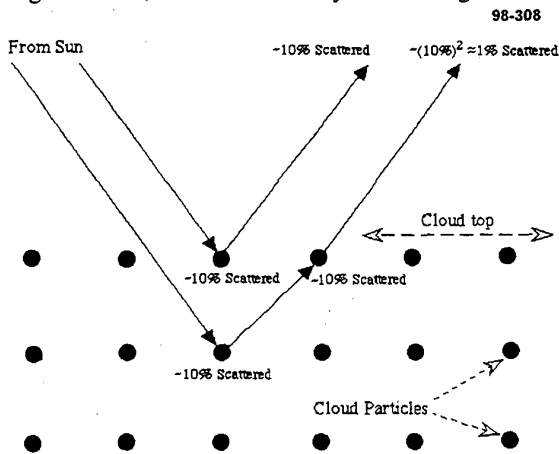 98-308
From Sun
~10% Scattered
~(10%)² ≈1% Scattered
Cloud top
~10% Scattered
~10% Scattered
~10% Scattered
Cloud Particles